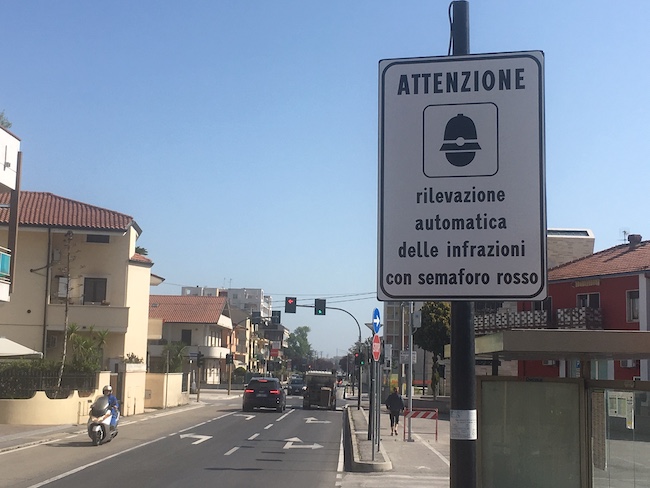 ATTENZIONE
rilevazione
automatica
delle infrazioni
con semaforo rosso